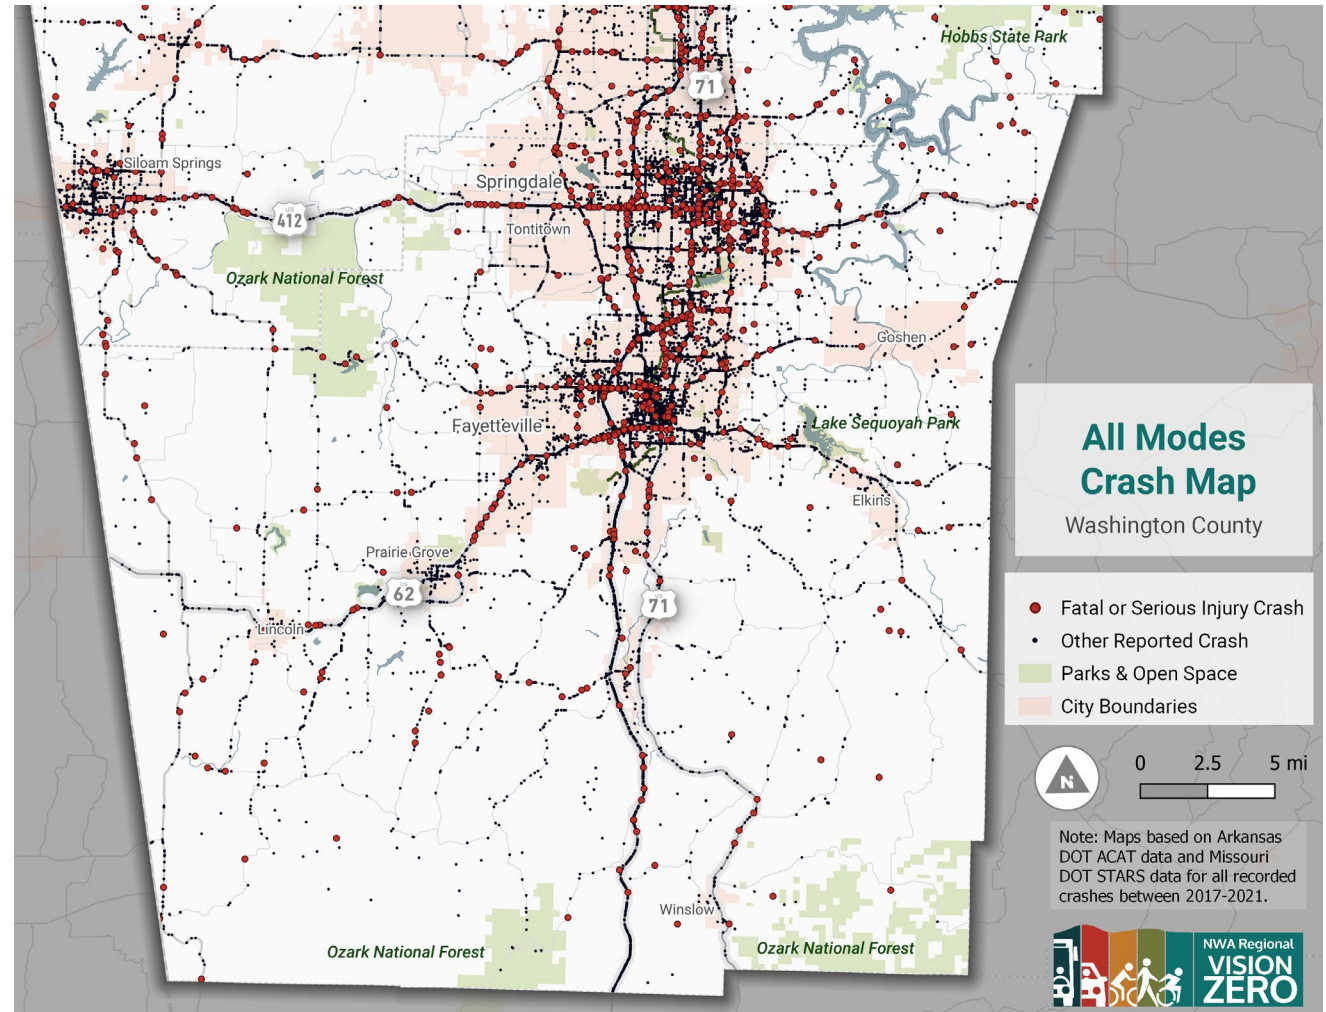 Hobbs State Park
US
71
Siloam Springs
Springdale
US
412
Tontitown
Ozark National Forest
Goshen
Fayetteville
Lake Sequoyah Park
All Modes
Crash Map
Washington County
Elkins
Prairie Grove
US
62
US
71
Lincoln
Fatal or Serious Injury Crash
Other Reported Crash
Parks & Open Space
City Boundaries
N
0 2.5 5 mi
Note: Maps based on Arkansas
DOT ACAT data and Missouri
DOT STARS data for all recorded
crashes between 2017-2021.
Winslow
Ozark National Forest
Ozark National Forest
NWA Regional
VISION
ZERO